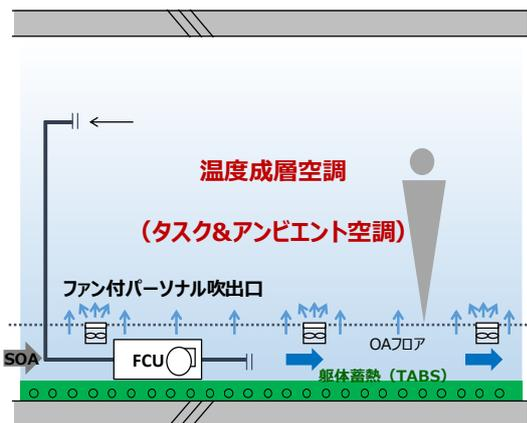 温度成層空調
（タスク&アンビエント空調）
ファン付パーソナル吹出口
OAフロア
SOA
FCU
躯体蓄熱（TABS）